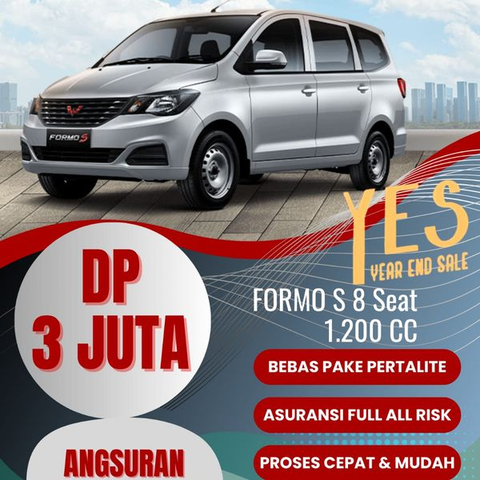 FORMO S
YES
YEAR END SALE
DP
3 JUTA
FORMO S 8 Seat
1.200 CC
BEBAS PAKE PERTALITE
ASURANSI FULL ALL RISK
PROSES CEPAT & MUDAH
ANGSURAN